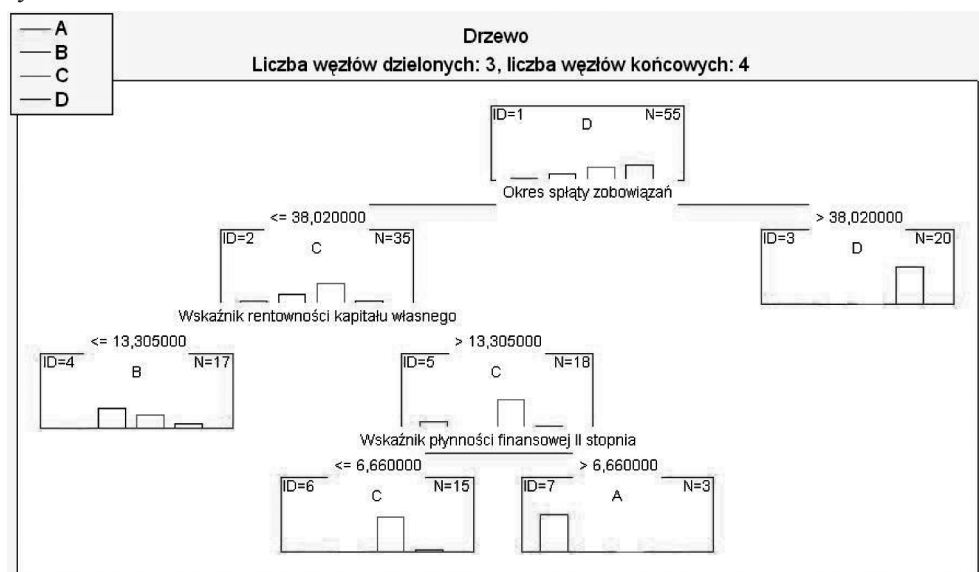 A
B
C
D
Drzewo
Liczba węzłów dzielonych: 3, liczba węzłów końcowych: 4
ID=1 N=55
D
Okres spłąty zobowiązań
<= 38,020000 > 38,020000
ID=2 N=35 ID=3 N=20
C D
Wskaźnik rentowności kapitału własnego
<= 13,305000 > 13,305000
ID=4 N=17 ID=5 N=18
B C
Wskaźnik płynności finansowej II stopnia
<= 6,660000 > 6,660000
ID=6 N=15 ID=7 N=3
C A